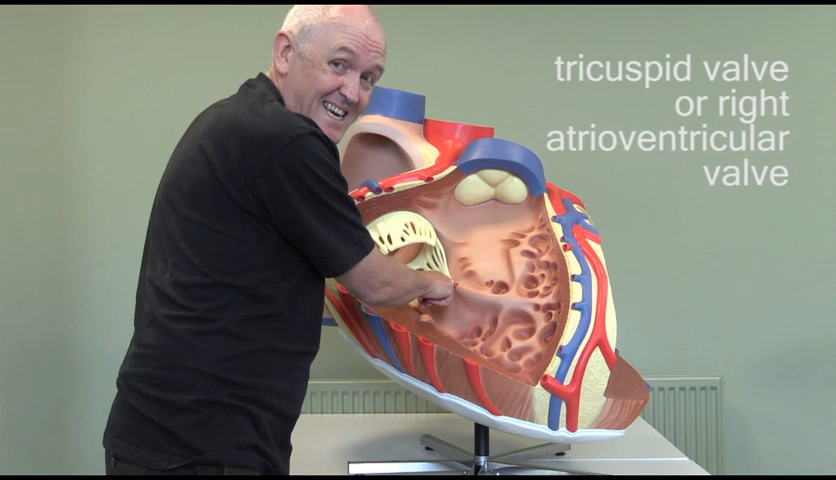 tricuspid valve
or right
atrioventricular
valve